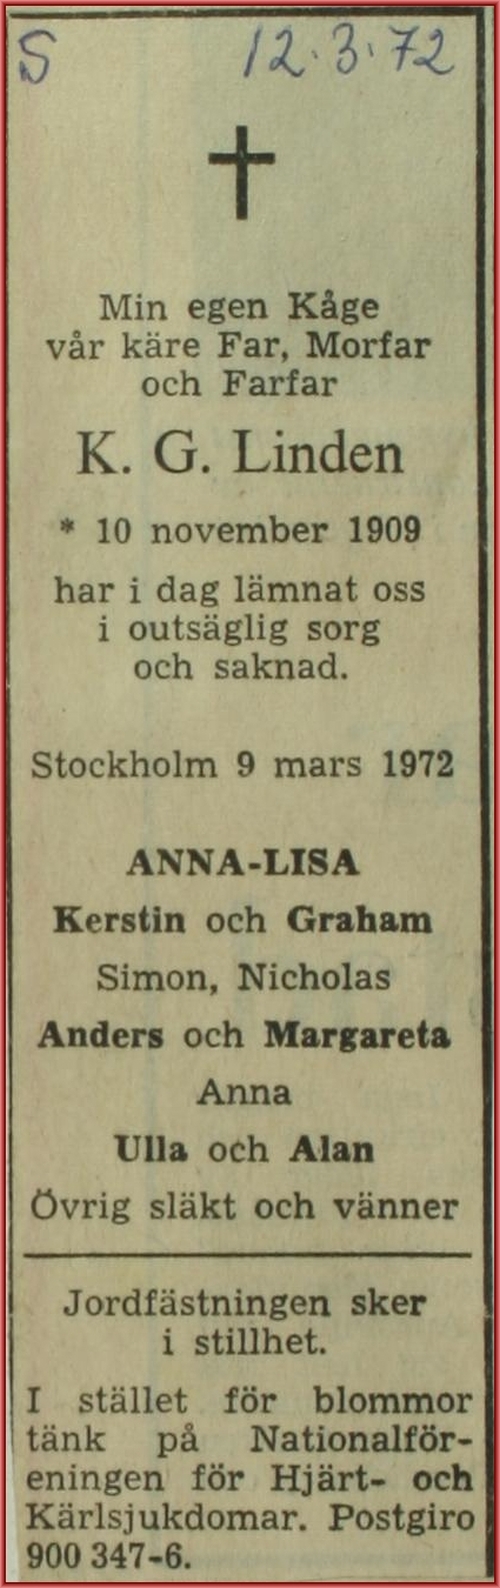 S 12.3.72
Min egen Kåge
vår käre Far, Morfar
och Farfar
K. G. Linden
* 10 november 1909
har i dag lämnat oss
i outsäglig sorg
och saknad.
Stockholm 9 mars 1972
ANNA-LISA
Kerstin och Graham
Simon, Nicholas
Anders och Margareta
Anna
Ulla och Alan
Övrig släkt och vänner
Jordfästningen sker
i stillhet.
I stället för blommor
tänk på Nationalför-
eningen för Hjärt- och
Kärlsjukdomar. Postgiro
900 347-6.